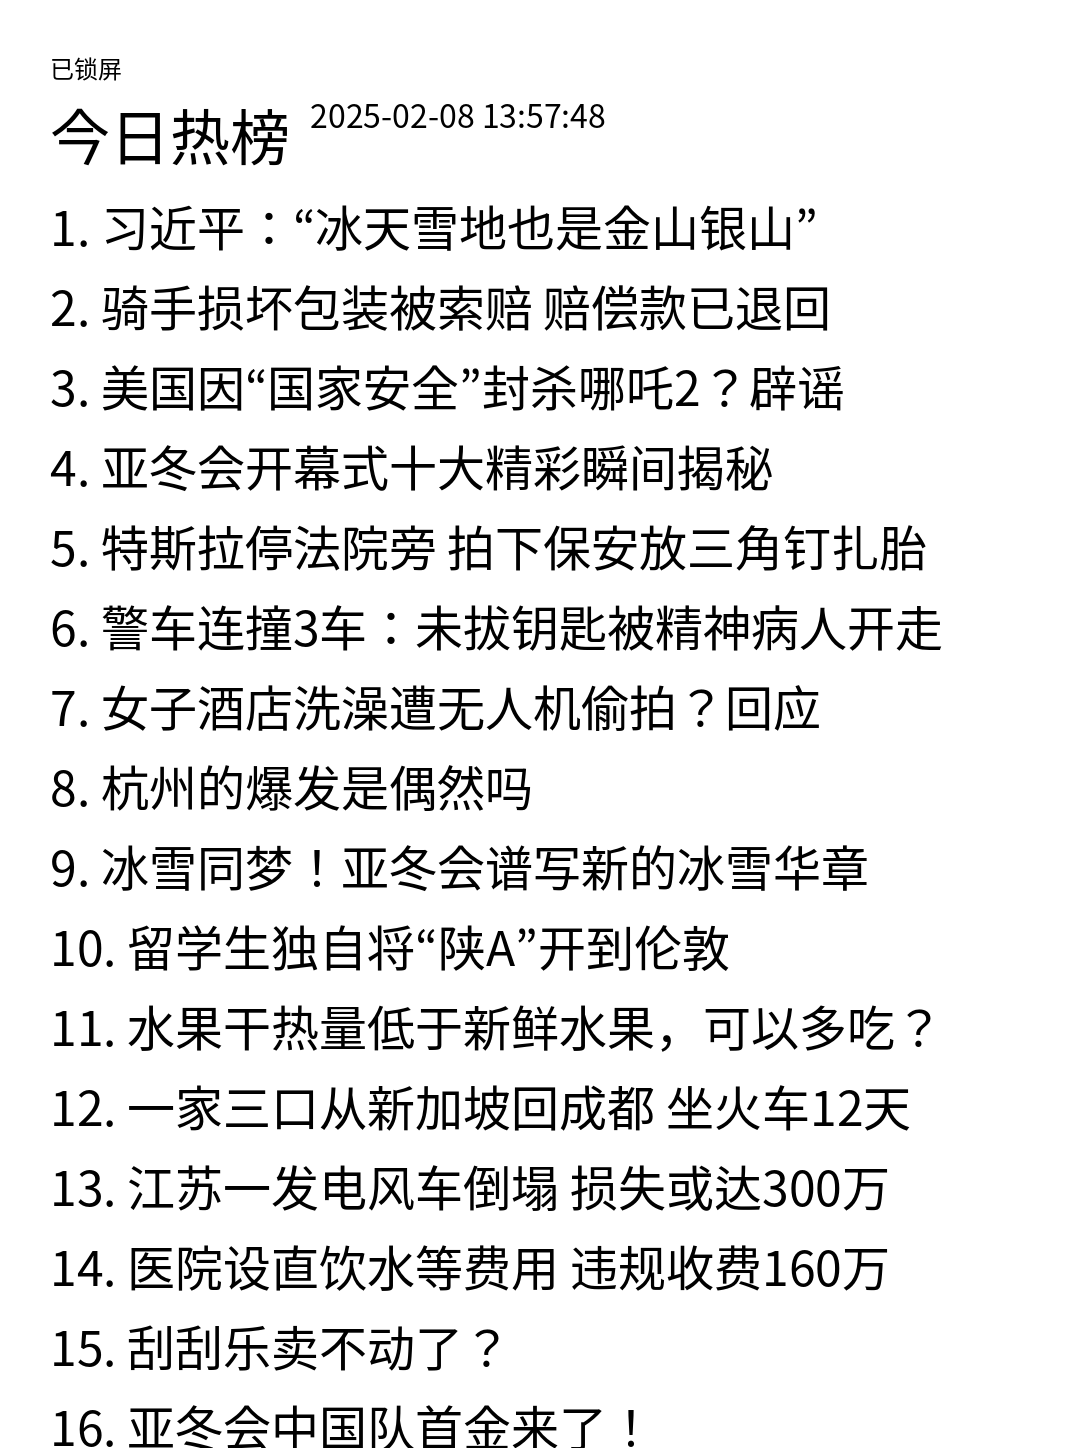 已锁屏
今日热榜 2025-02-08 13:57:48
1. 习近平：“冰天雪地也是金山银山”
2. 骑手损坏包装被索赔 赔偿款已退回
3. 美国因“国家安全”封杀哪吒2？辟谣
4. 亚冬会开幕式十大精彩瞬间揭秘
5. 特斯拉停法院旁 拍下保安放三角钉扎胎
6. 警车连撞3车：未拔钥匙被精神病人开走
7. 女子酒店洗澡遭无人机偷拍？回应
8. 杭州的爆发是偶然吗
9. 冰雪同梦！亚冬会谱写新的冰雪华章
10. 留学生独自将“陕A”开到伦敦
11. 水果干热量低于新鲜水果，可以多吃？
12. 一家三口从新加坡回成都 坐火车12天
13. 江苏一发电风车倒塌 损失或达300万
14. 医院设直饮水等费用 违规收费160万
15. 刮刮乐卖不动了？
16. 亚冬会中国队首金来了！